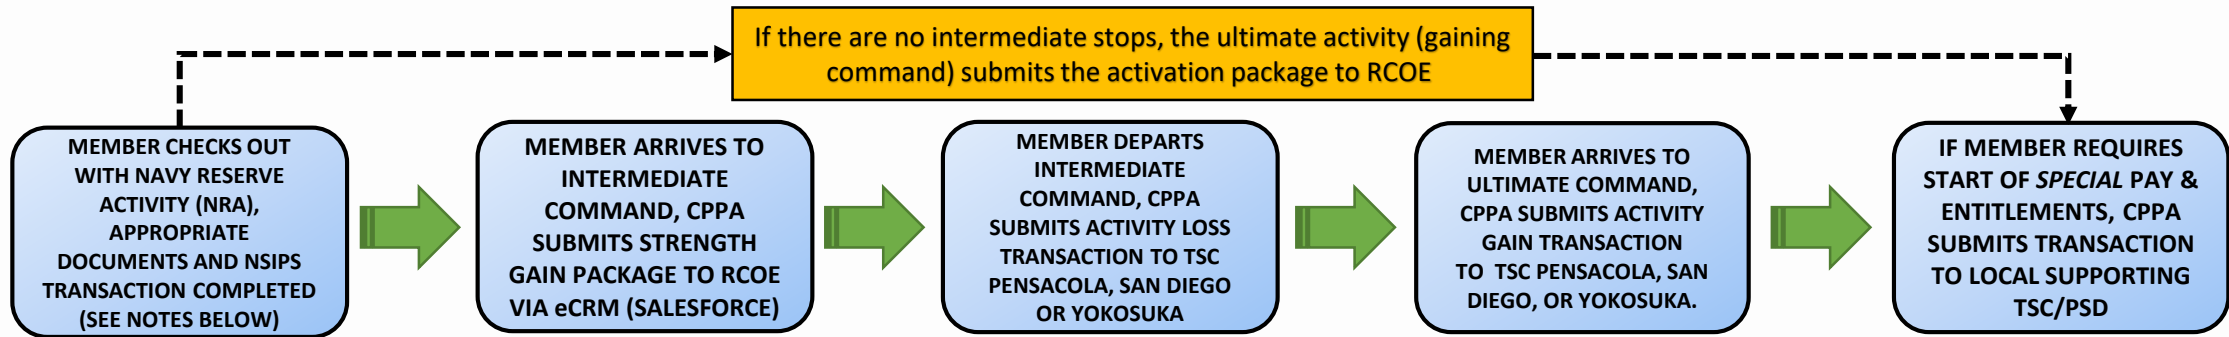 If there are no intermediate stops, the ultimate activity (gaining
command) submits the activation package to RCOE
MEMBER CHECKS OUT
WITH NAVY RESERVE
ACTIVITY (NRA),
APPROPRIATE
DOCUMENTS AND NSIPS
TRANSACTION COMPLETED
(SEE NOTES BELOW)
MEMBER ARRIVES TO
INTERMEDIATE
COMMAND, CPPA
SUBMITS STRENGTH
GAIN PACKAGE TO RCOE
VIA eCRM (SALESFORCE)
MEMBER DEPARTS
INTERMEDIATE
COMMAND, CPPA
SUBMITS ACTIVITY LOSS
TRANSACTION TO TSC
PENSACOLA, SAN DIEGO
OR YOKOSUKA
MEMBER ARRIVES TO
ULTIMATE COMMAND,
CPPA SUBMITS ACTIVITY
GAIN TRANSACTION
TO TSC PENSACOLA, SAN
DIEGO, OR YOKOSUKA.
IF MEMBER REQUIRES
START OF SPECIAL PAY &
ENTITLEMENTS, CPPA
SUBMITS TRANSACTION
TO LOCAL SUPPORTING
TSC/PSD